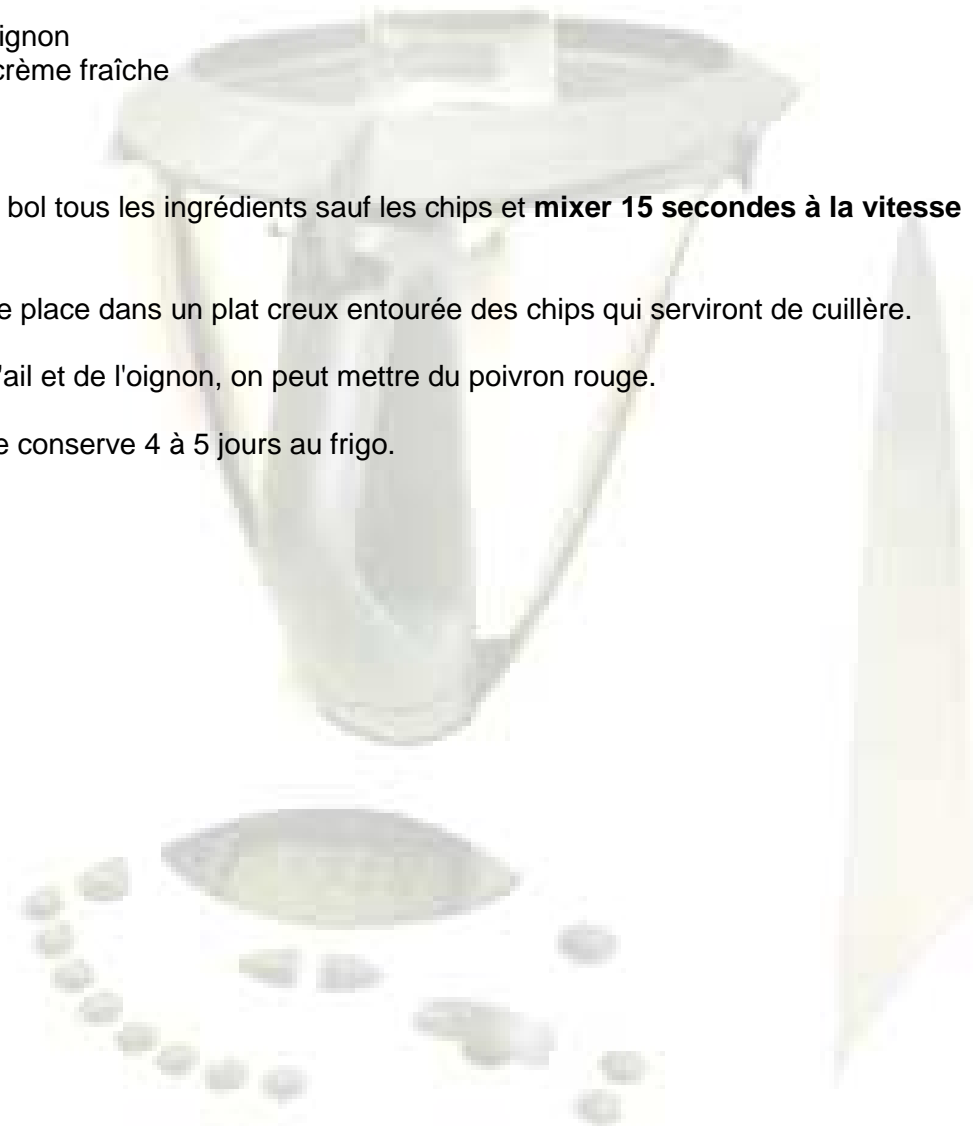 ignon
crème fraîche
bol tous les ingrédients sauf les chips et mixer 15 secondes à la vitesse
e place dans un plat creux entourée des chips qui serviront de cuillère.
'ail et de l'oignon, on peut mettre du poivron rouge.
e conserve 4 à 5 jours au frigo.